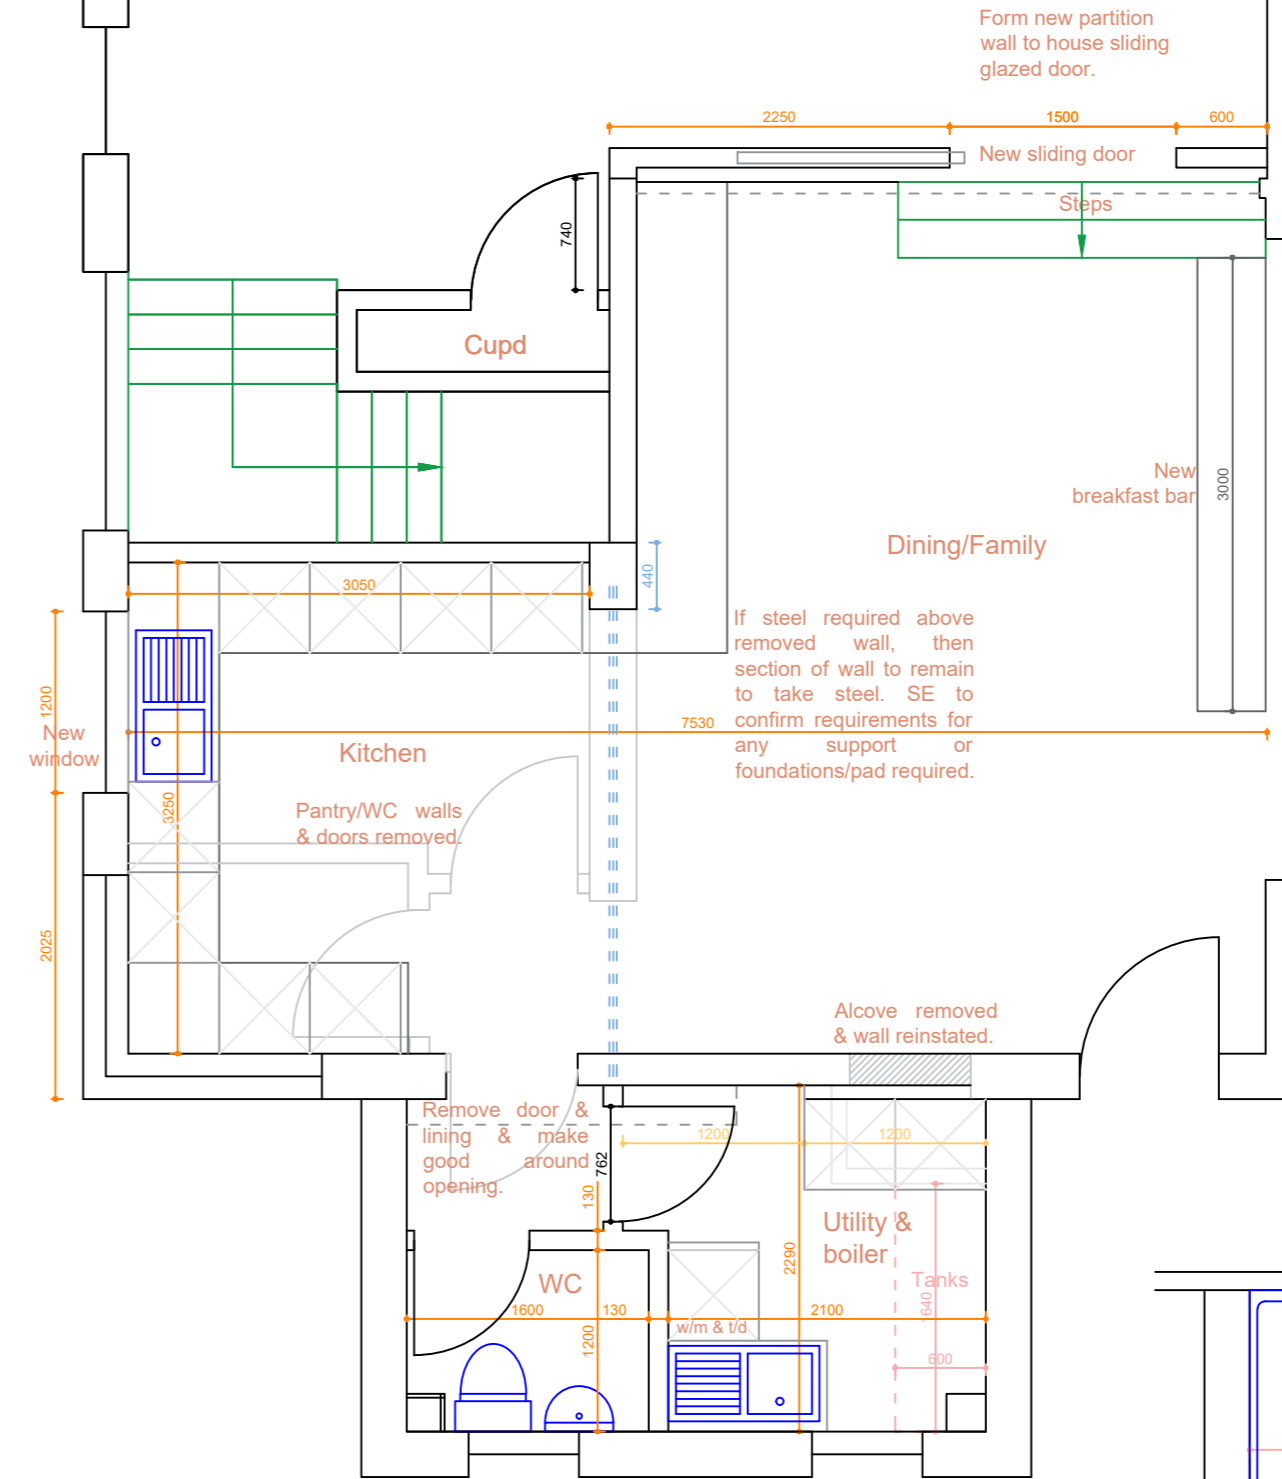 Form new partition
wall to house sliding
glazed door.
2250
1500
600
New sliding door
Steps
740
Cupd
New
breakfast bar
3000
Dining/Family
440
3050
If steel required above
removed wall, then
section of wall to remain
to take steel. SE to
confirm requirements for
any support or
foundations/pad required.
7530
1200
New
window
Kitchen
3250
Pantry/WC walls
& doors removed.
2025
Alcove removed
& wall reinstated.
Remove door &
lining & make
good around
opening.
762
130
1200
1200
Utility &
boiler
2290
Tanks
1640
WC
1600
130
2100
w/m & t/d
1200
600